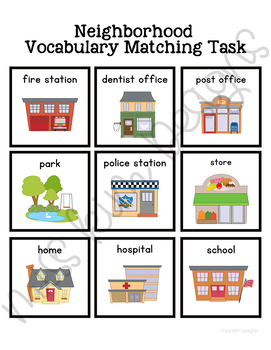 Neighborhood
Vocabulary Matching Task
fire station
dentist office
post office
park
police station
store
home
hospital
school